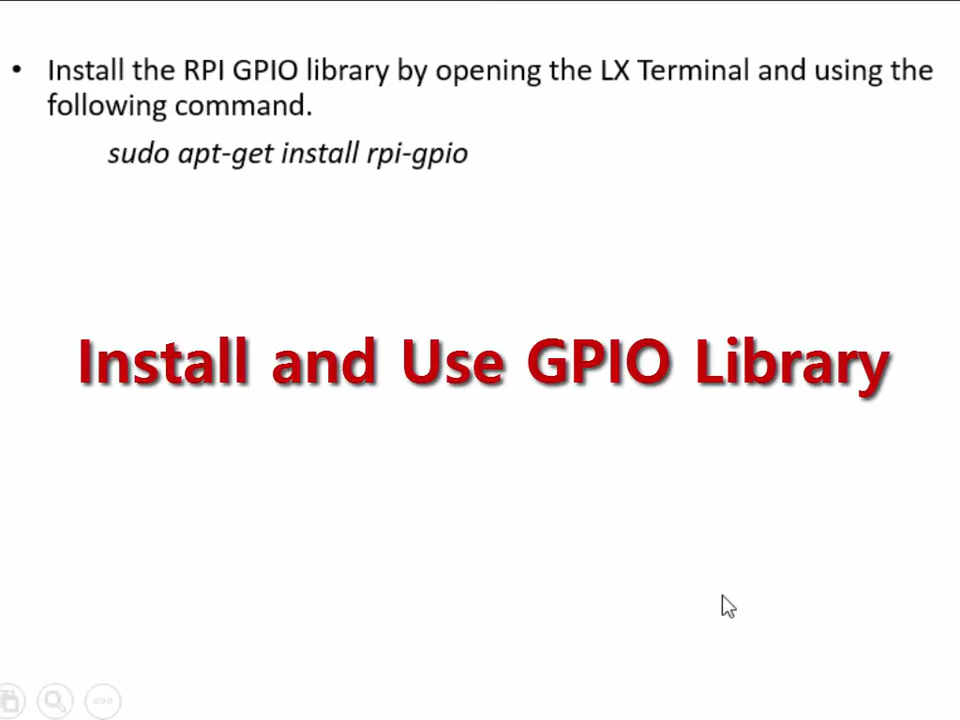 • Install the RPI GPIO library by opening the LX Terminal and using the
following command.
sudo apt-get install rpi-gpio
Install and Use GPIO Library